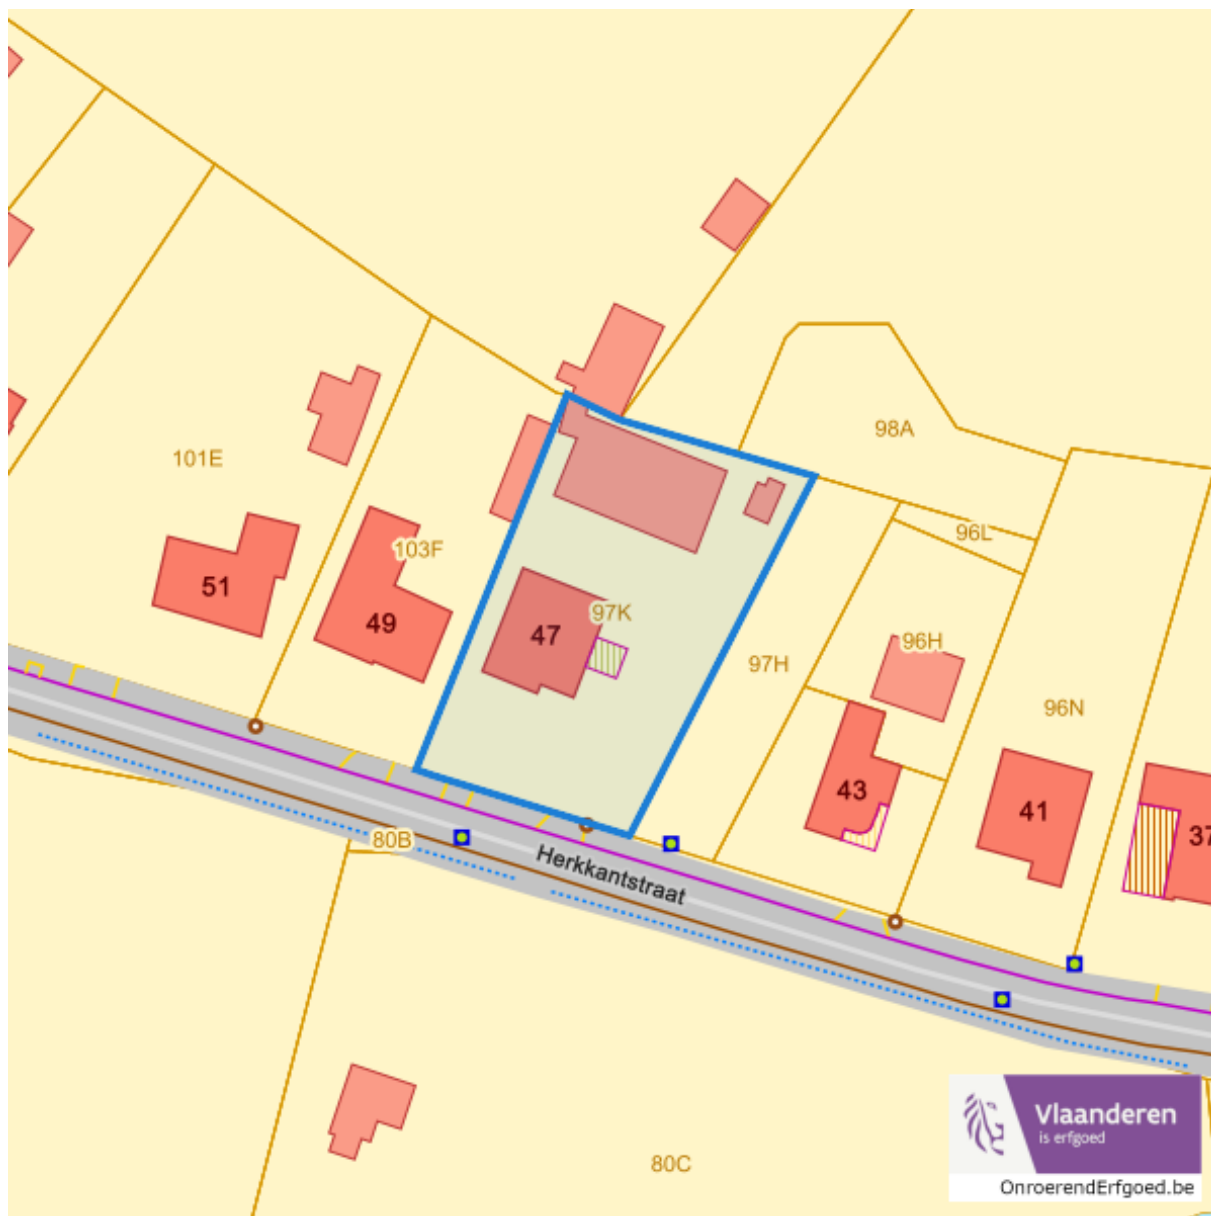 98A
101E
96L
103F
51
97K
49
47
96H
97H
96N
43
41
37
80B
Herkkantstraat
Vlaanderen
is erfgoed
80C
OnroerendErfgoed.be